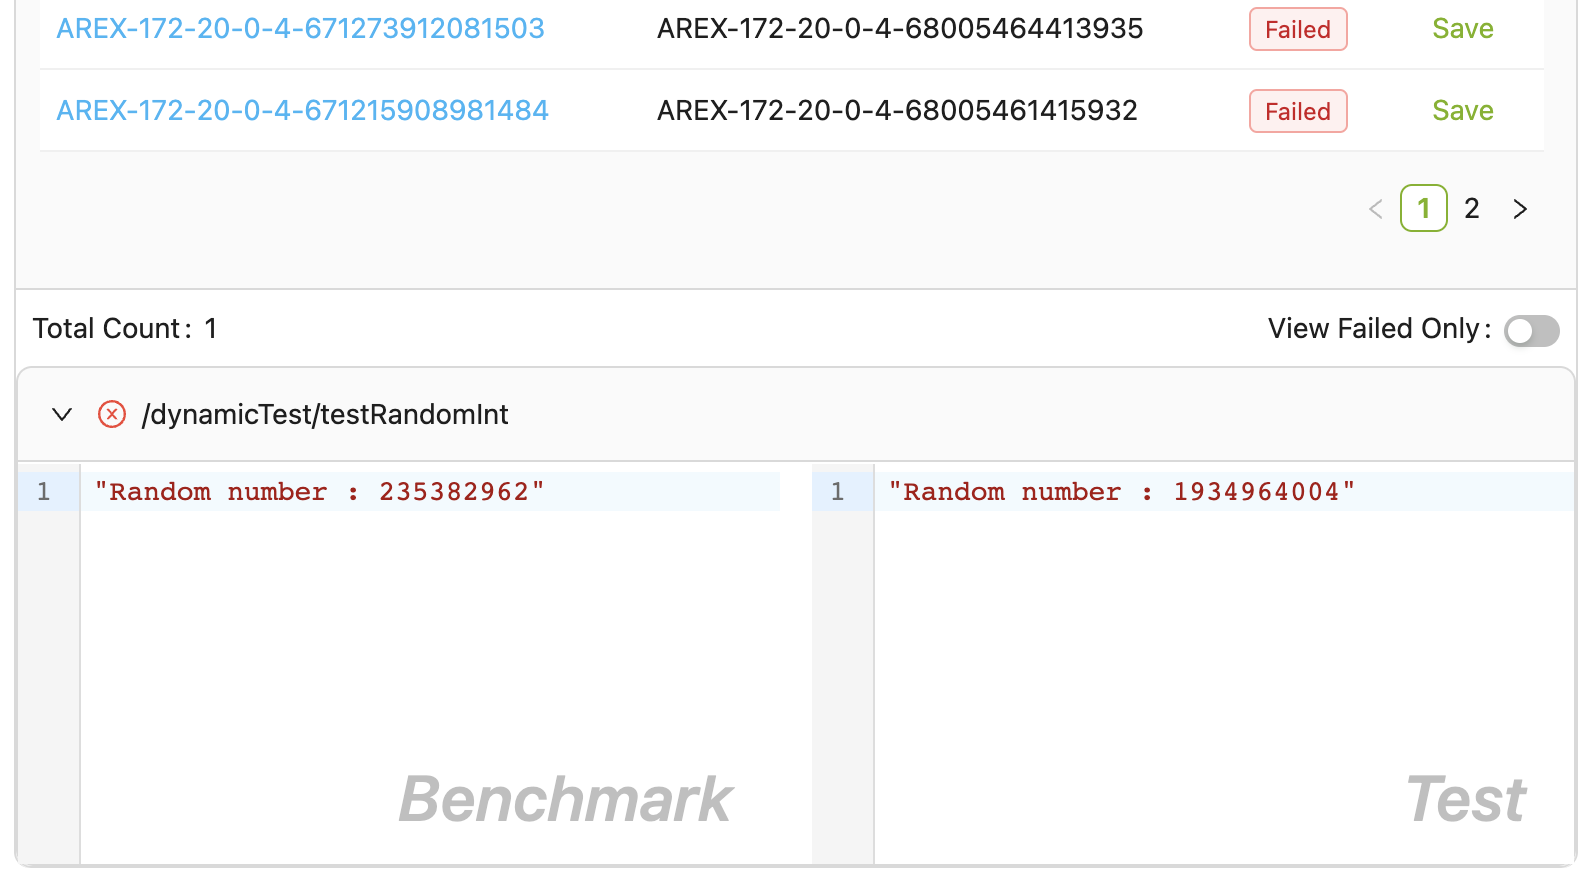 AREX-172-20-0-4-671273912081503 AREX-172-20-0-4-68005464413935 Failed Save
AREX-172-20-0-4-671215908981484 AREX-172-20-0-4-68005461415932 Failed Save
< 1 2 >
Total Count: 1 View Failed Only:
/dynamicTest/testRandomInt
1 "Random number : 235382962" 1 "Random number : 1934964004"
Benchmark Test